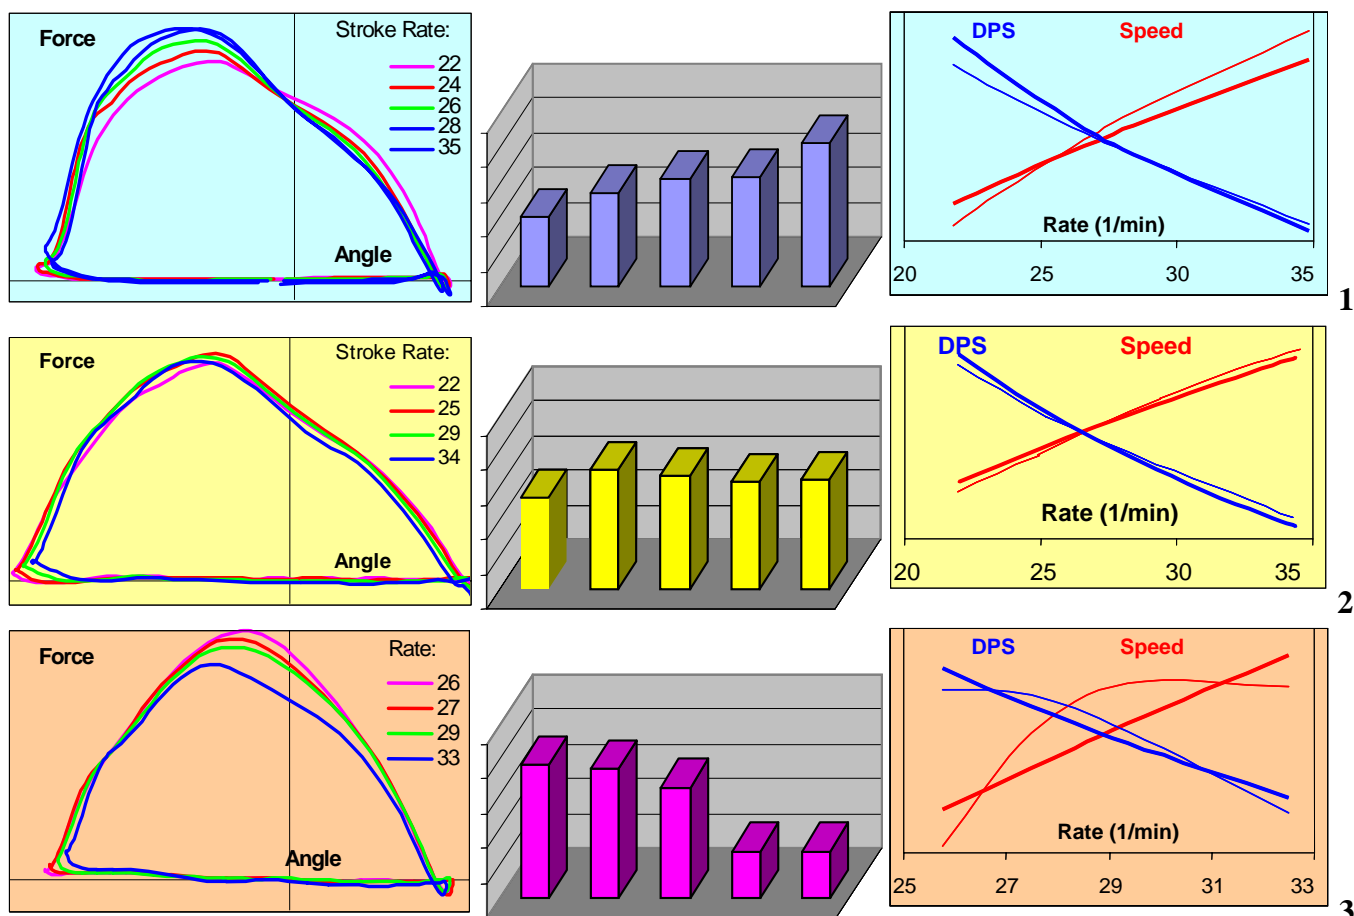 Force
Stroke Rate:
22
24
26
28
35
Angle
DPS
Speed
Rate (1/min)
20 25 30 35
1
Force
Stroke Rate:
22
25
29
34
Angle
DPS
Speed
Rate (1/min)
20 25 30 35
2
Force
Rate:
26
27
29
33
Angle
DPS
Speed
Rate (1/min)
25 27 29 31 33
3